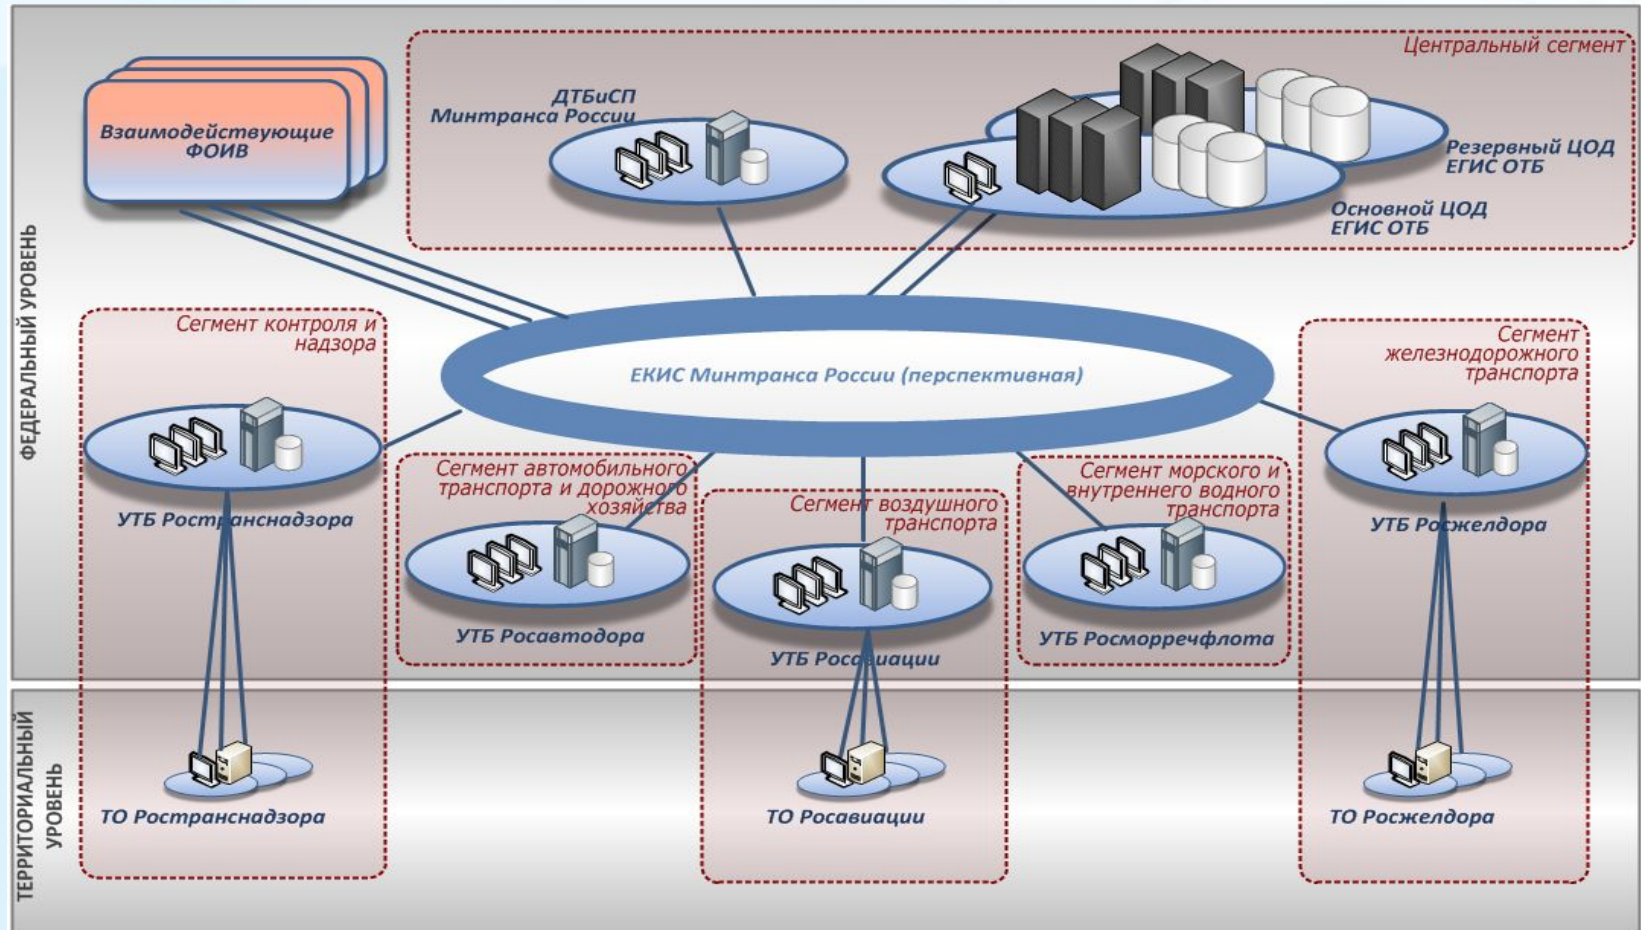 Центральный сегмент
Взаимодействующие
ФОИВ
ДТБиСП
Минтранса России
Резервный ЦОД
ЕГИС ОТБ
Основной ЦОД
ЕГИС ОТБ
ФЕДЕРАЛЬНЫЙ УРОВЕНЬ
Сегмент контроля и
надзора
ЕКИС Минтранса России (перспективная)
Сегмент
железнодорожного
транспорта
УТБ Ространснадзора
Сегмент автомобильного
транспорта и дорожного
хозяйства
УТБ Росавтодора
Сегмент воздушного
транспорта
УТБ Росавиации
Сегмент морского и
внутреннего водного
транспорта
УТБ Росморречфлота
УТБ Росжелдора
ТЕРРИТОРИАЛЬНЫЙ
УРОВЕНЬ
ТО Ространснадзора
ТО Росавиации
ТО Росжелдора